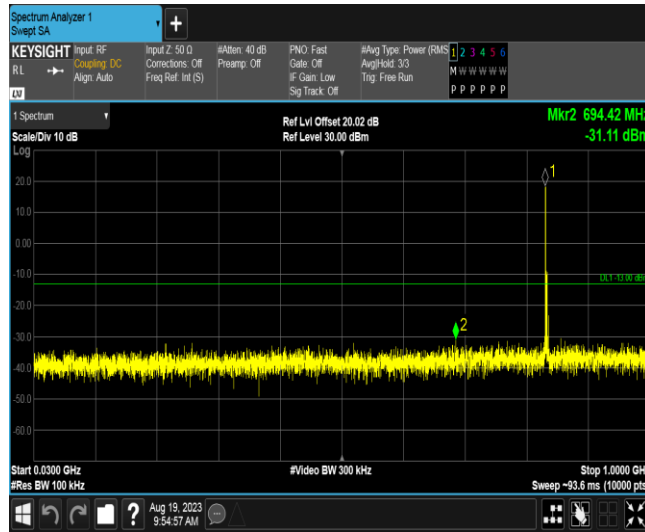 Spectrum Analyzer 1
Swept SA
+
KEYSIGHT
RL
LXI
Input: RF
Coupling: DC
Align: Auto
Input Z: 50 Ω
Corrections: Off
Freq Ref: Int (S)
#Atten: 40 dB
Preamp: Off
PNO: Fast
Gate: Off
IF Gain: Low
Sig Track: Off
#Avg Type: Power (RMS
Avg|Hold: 3/3
Trig: Free Run
1 2 3 4 5 6
M W W W W W
P P P P P P
1 Spectrum
Scale/Div 10 dB
Log
Ref Lvl Offset 20.02 dB
Ref Level 30.00 dBm
Mkr2 694.42 MH
-31.11 dBm
20.0
10.0
0.00
-10.0
-20.0
-30.0
-40.0
-50.0
-60.0
1
2
DL1 -13.00 dB
Start 0.0300 GHz
#Res BW 100 kHz
#Video BW 300 kHz
Stop 1.0000 GH
Sweep ~93.6 ms (10000 pts
?
Aug 19, 2023
9:54:57 AM